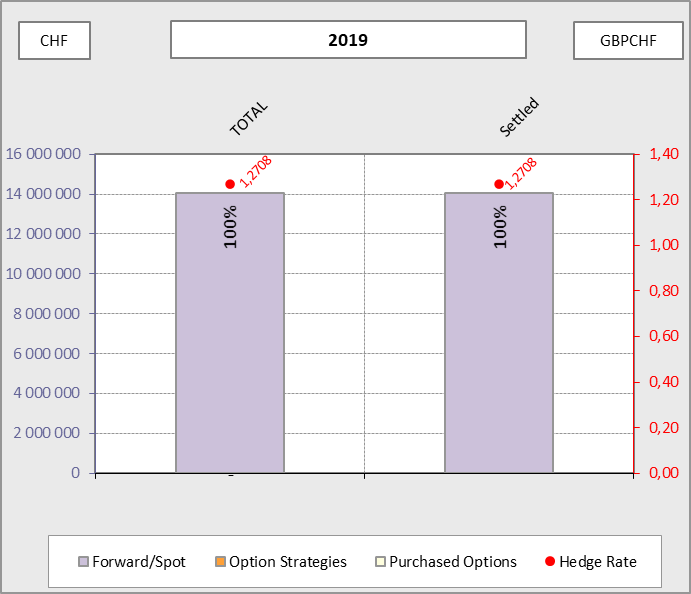 CHF
2019
GBPCHF
TOTAL
Settled
16 000 000
14 000 000
12 000 000
10 000 000
8 000 000
6 000 000
4 000 000
2 000 000
0
1,2708
100%
1,2708
100%
1,40
1,20
1,00
0,80
0,60
0,40
0,20
0,00
Forward/Spot
Option Strategies
Purchased Options
Hedge Rate